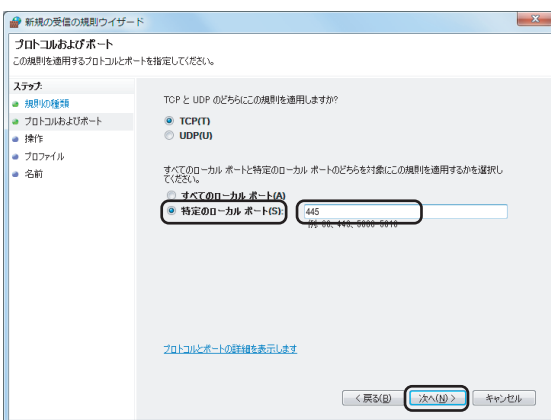 新規の受信の規則ウィザード
プロトコルおよびポート
この規則を適用するプロトコルとポートを指定してください。
ステップ:
規則の種類
プロトコルおよびポート
操作
プロファイル
名前
TCP と UDP のどちらにこの規則を適用しますか?
TCP(T)
UDP(U)
すべてのローカル ポートと特定のローカル ポートのどちらを対象にこの規則を適用するかを選択し
てください。
すべてのローカル ポート(A)
特定のローカル ポート(S):
445
例: 80、443、5000-5010
プロトコルとポートの詳細を表示します
< 戻る(B)
次へ(N) >
キャンセル